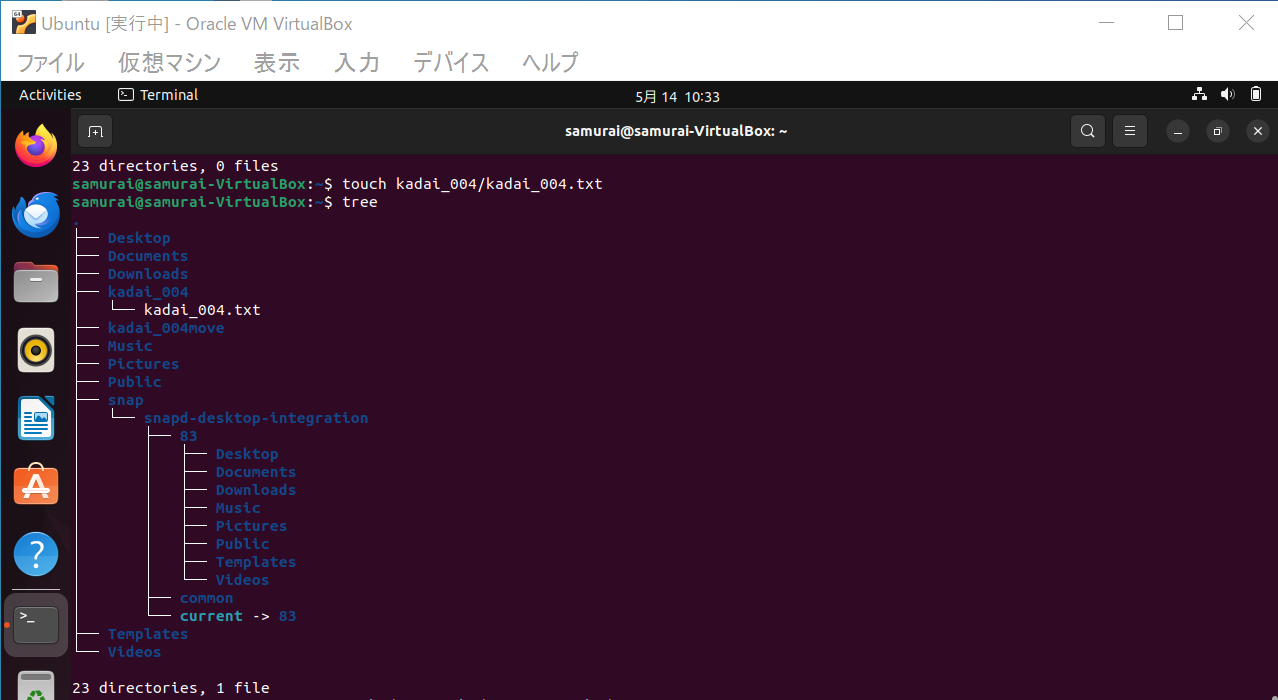 Ubuntu [実行中] - Oracle VM VirtualBox
ファイル 仮想マシン 表示 入力 デバイス ヘルプ
Activities Terminal 5月 14 10:33
samurai@samurai-VirtualBox: ~
23 directories, 0 files
samurai@samurai-VirtualBox:~$ touch kadai_004/kadai_004.txt
samurai@samurai-VirtualBox:~$ tree
.
├── Desktop
├── Documents
├── Downloads
├── kadai_004
│   └── kadai_004.txt
├── kadai_004move
├── Music
├── Pictures
├── Public
├── snap
│   └── snapd-desktop-integration
│       ├── 83
│       │   ├── Desktop
│       │   ├── Documents
│       │   ├── Downloads
│       │   ├── Music
│       │   ├── Pictures
│       │   ├── Public
│       │   ├── Templates
│       │   └── Videos
│       ├── common
│       └── current -> 83
├── Templates
└── Videos
23 directories, 1 file